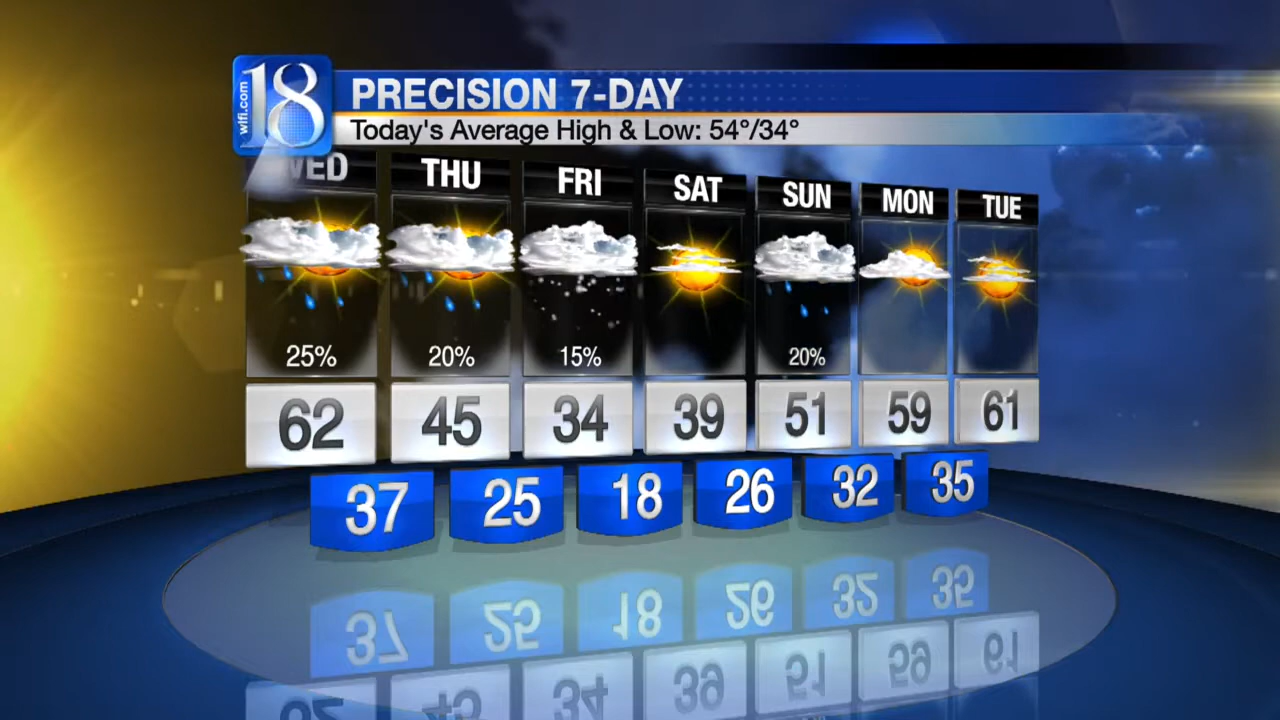 wlfi.com
18
PRECISION 7-DAY
Today's Average High & Low: 54°/34°
WED THU FRI SAT SUN MON TUE
25% 20% 15% 20%
62 45 34 39 51 59 61
37 25 18 26 32 35